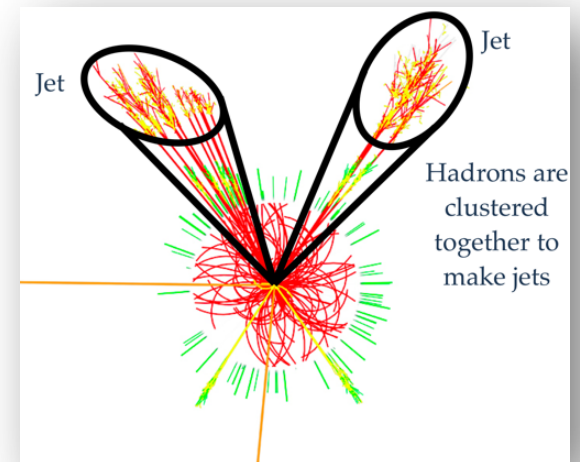 Jet
Jet
Hadrons are
clustered
together to
make jets